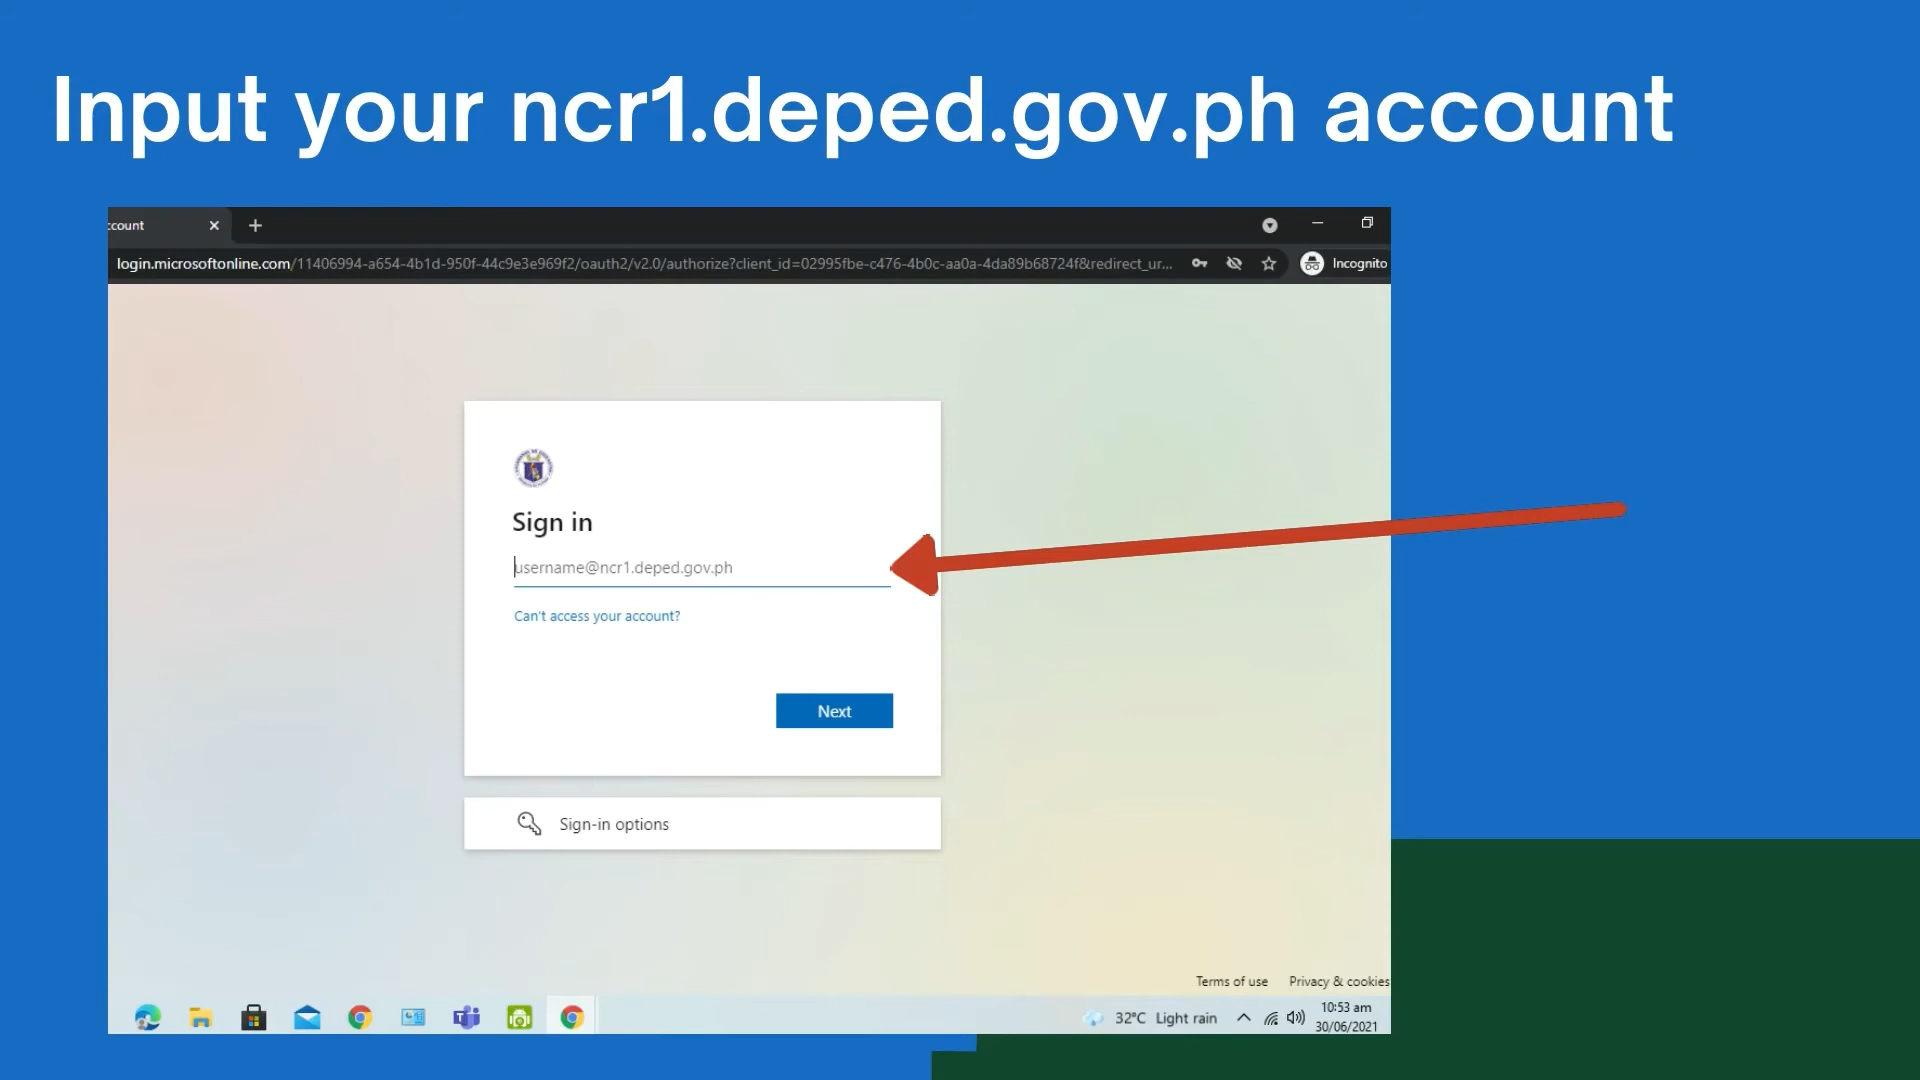 Input your ncr1.deped.gov.ph account
ccount
login.microsoftonline.com/11406994-a654-4b1d-950f-44c9e3e969f2/oauth2/v2.0/authorize?client_id=02995fbe-c476-4b0c-aa0a-4da89b68724f&redirect_ur...
Incognito
Sign in
username@ncr1.deped.gov.ph
Can't access your account?
Next
Sign-in options
Terms of use Privacy & cookies
32°C Light rain
10:53 am
30/06/2021